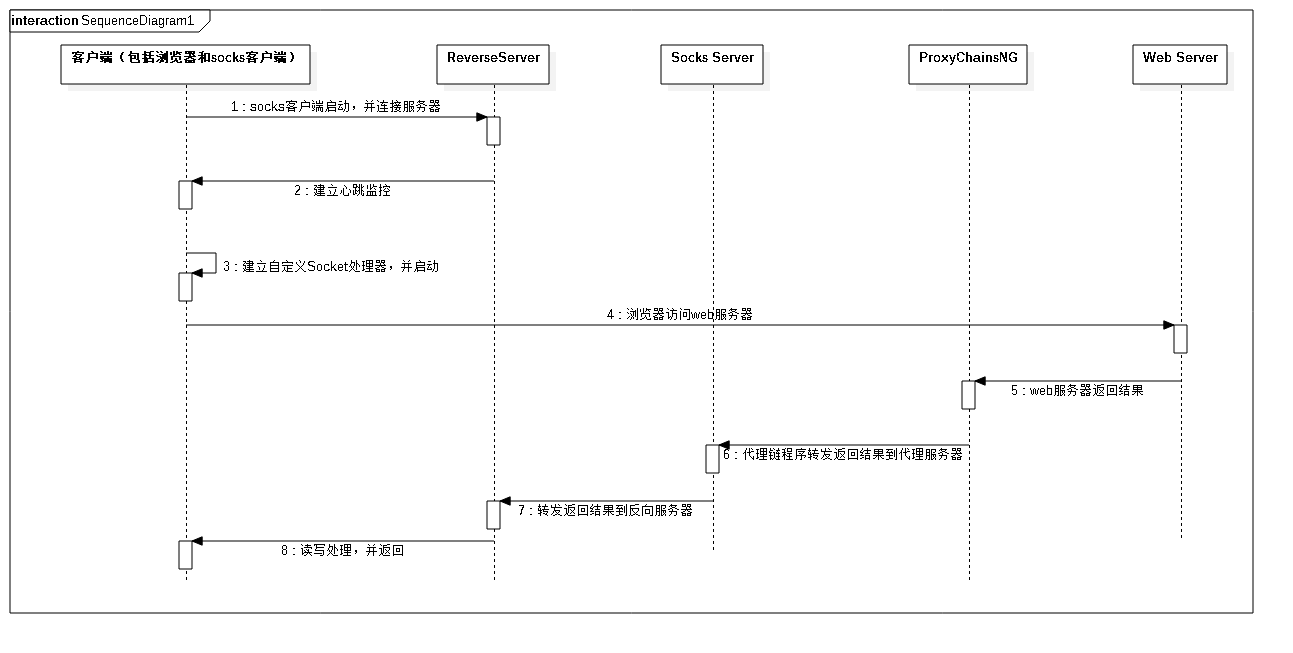 interaction SequenceDiagram1
客户端（包括浏览器和socks客户端）
ReverseServer
Socks Server
ProxyChainsNG
Web Server
1 : socks客户端启动，并连接服务器
2 : 建立心跳监控
3 : 建立自定义Socket处理器，并启动
4 : 浏览器访问web服务器
5 : web服务器返回结果
6 : 代理链程序转发返回结果到代理服务器
7 : 转发返回结果到反向服务器
8 : 读写处理，并返回